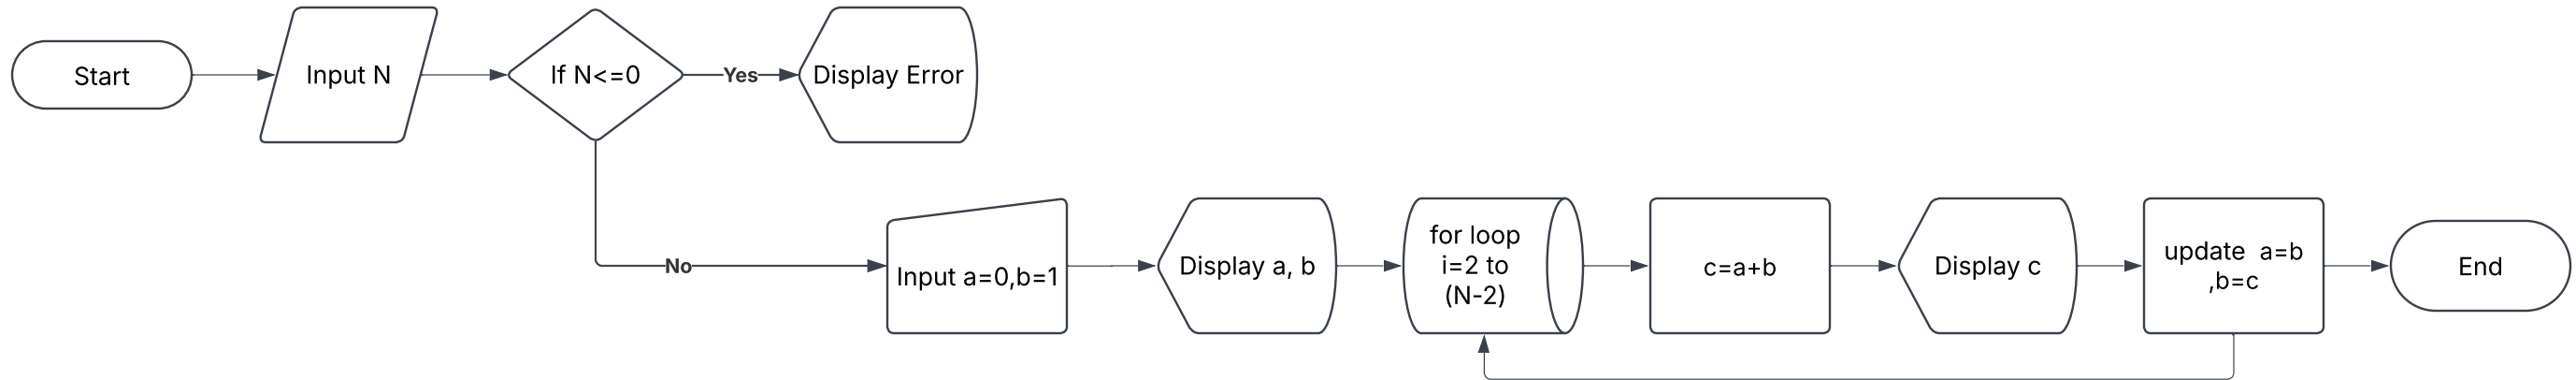 Start
Input N
If N<=0
Yes
Display Error
No
Input a=0,b=1
Display a, b
for loop
i=2 to
(N-2)
c=a+b
Display c
update  a=b
,b=c
End